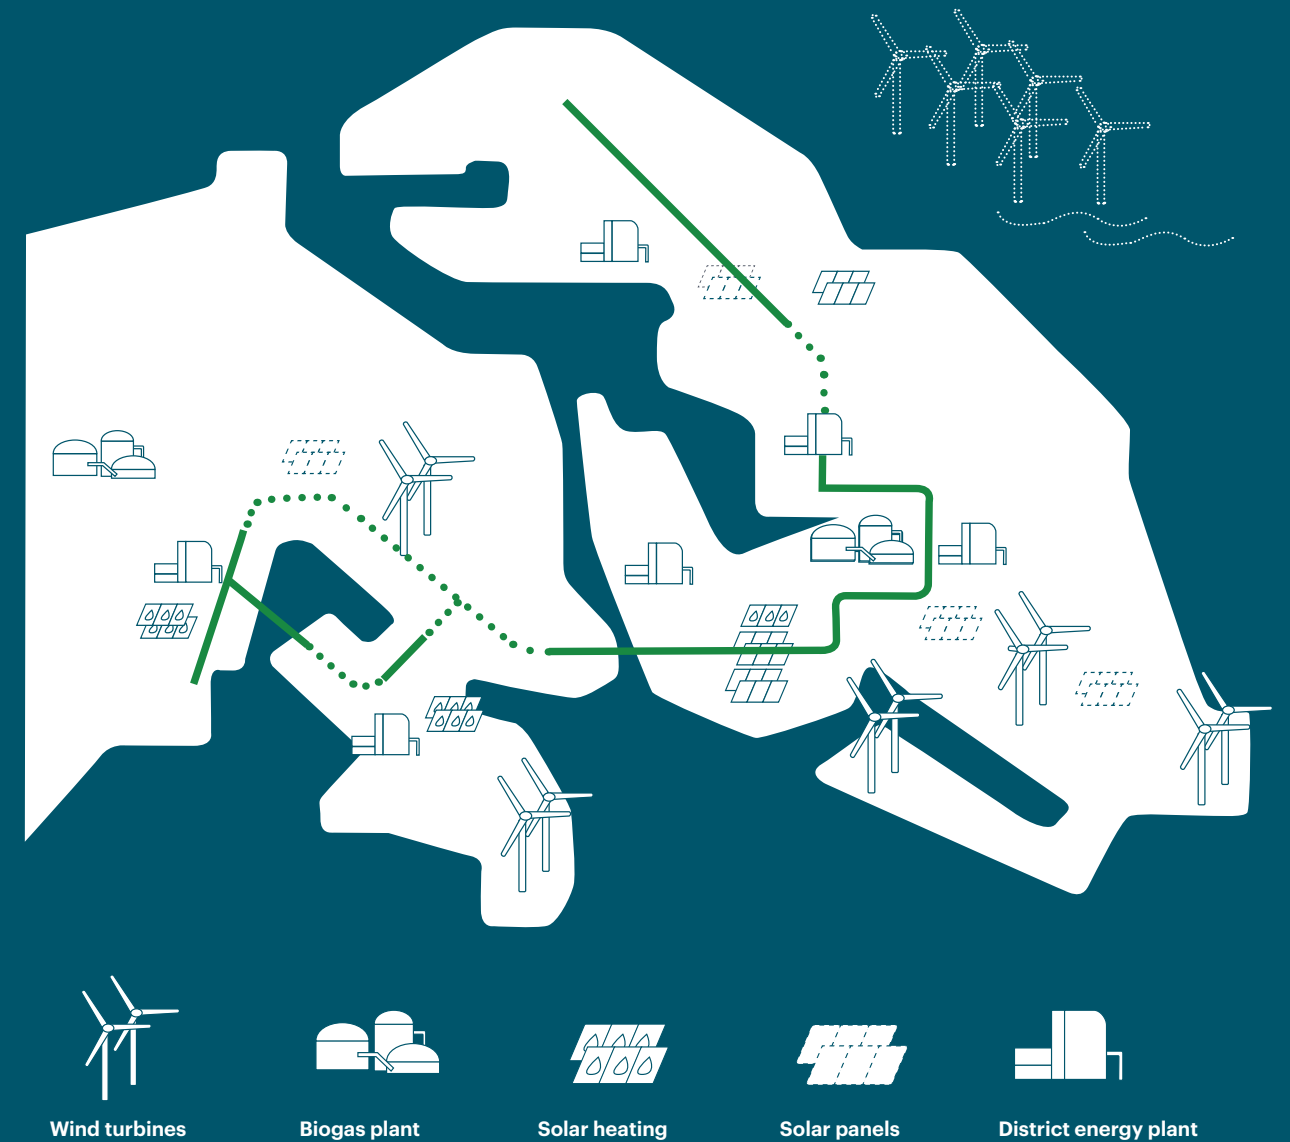 Wind turbines
Biogas plant
Solar heating
Solar panels
District energy plant